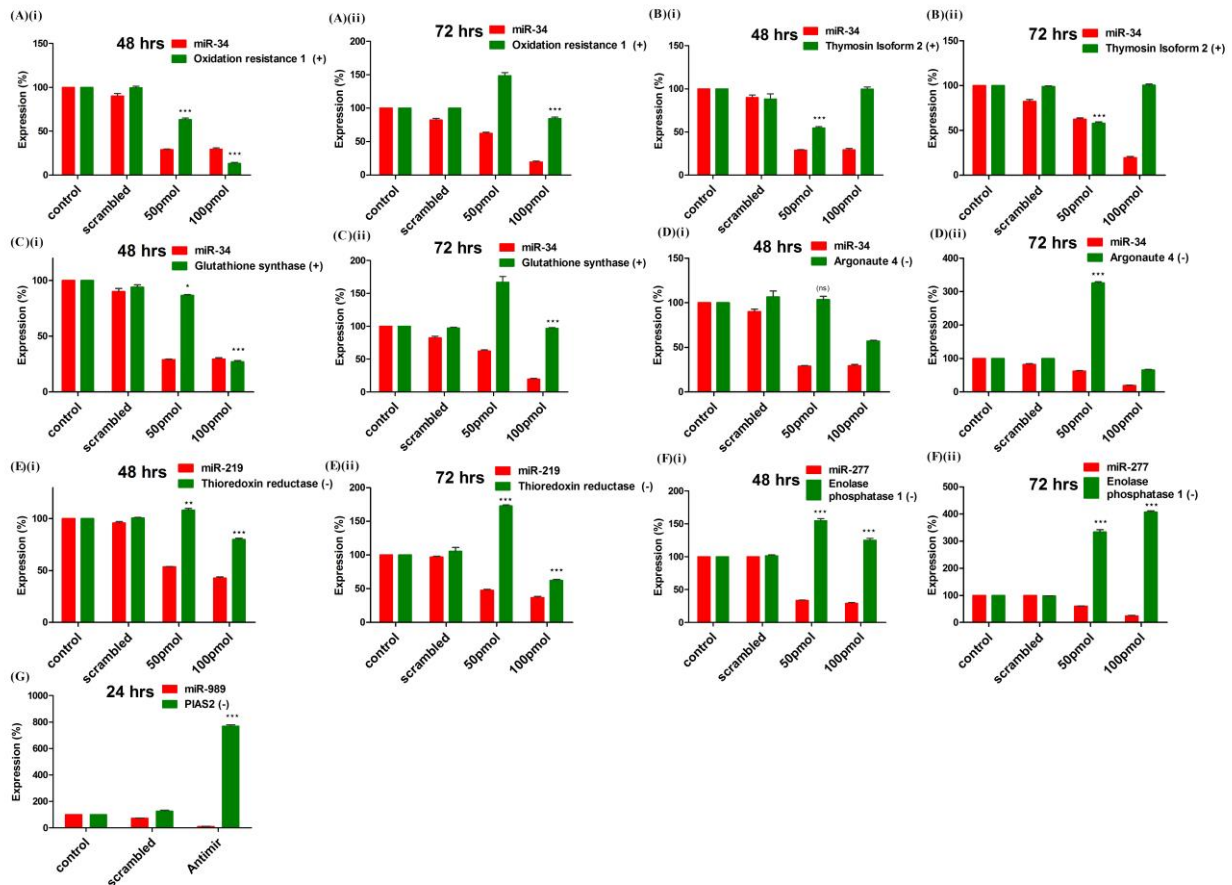 (A)(i)
48 hrs
miR-34
Oxidation resistance 1 (+)
Expression (%)
150
100
50
0
***
***
control
scrambled
50pmol
100pmol
(A)(ii)
72 hrs
miR-34
Oxidation resistance 1 (+)
Expression (%)
200
150
100
50
0
***
control
scrambled
50pmol
100pmol
(B)(i)
48 hrs
miR-34
Thymosin Isoform 2 (+)
Expression (%)
150
100
50
0
***
control
scrambled
50pmol
100pmol
(B)(ii)
72 hrs
miR-34
Thymosin Isoform 2 (+)
Expression (%)
150
100
50
0
***
control
scrambled
50pmol
100pmol
(C)(i)
48 hrs
miR-34
Glutathione synthase (+)
Expression (%)
100
50
0
*
***
control
scrambled
50pmol
100pmol
(C)(ii)
72 hrs
miR-34
Glutathione synthase (+)
Expression (%)
200
150
100
50
0
***
control
scrambled
50pmol
100pmol
(D)(i)
48 hrs
miR-34
Argonaute 4 (-)
Expression (%)
150
100
50
0
(ns)
control
scrambled
50pmol
100pmol
(D)(ii)
72 hrs
miR-34
Argonaute 4 (-)
Expression (%)
400
300
200
100
0
***
control
scrambled
50pmol
100pmol
(E)(i)
48 hrs
miR-219
Thioredoxin reductase (-)
Expression (%)
150
100
50
0
**
***
control
scrambled
50pmol
100pmol
(E)(ii)
72 hrs
miR-219
Thioredoxin reductase (-)
Expression (%)
200
150
100
50
0
***
***
control
scrambled
50pmol
100pmol
(F)(i)
48 hrs
miR-277
Enolase
phosphatase 1 (-)
Expression (%)
200
150
100
50
0
***
***
control
scrambled
50pmol
100pmol
(F)(ii)
72 hrs
miR-277
Enolase
phosphatase 1 (-)
Expression (%)
500
400
300
200
100
0
***
***
control
scrambled
50pmol
100pmol
(G)
24 hrs
miR-989
PIAS2 (-)
Expression (%)
1000
800
600
400
200
0
***
control
scrambled
Antimir